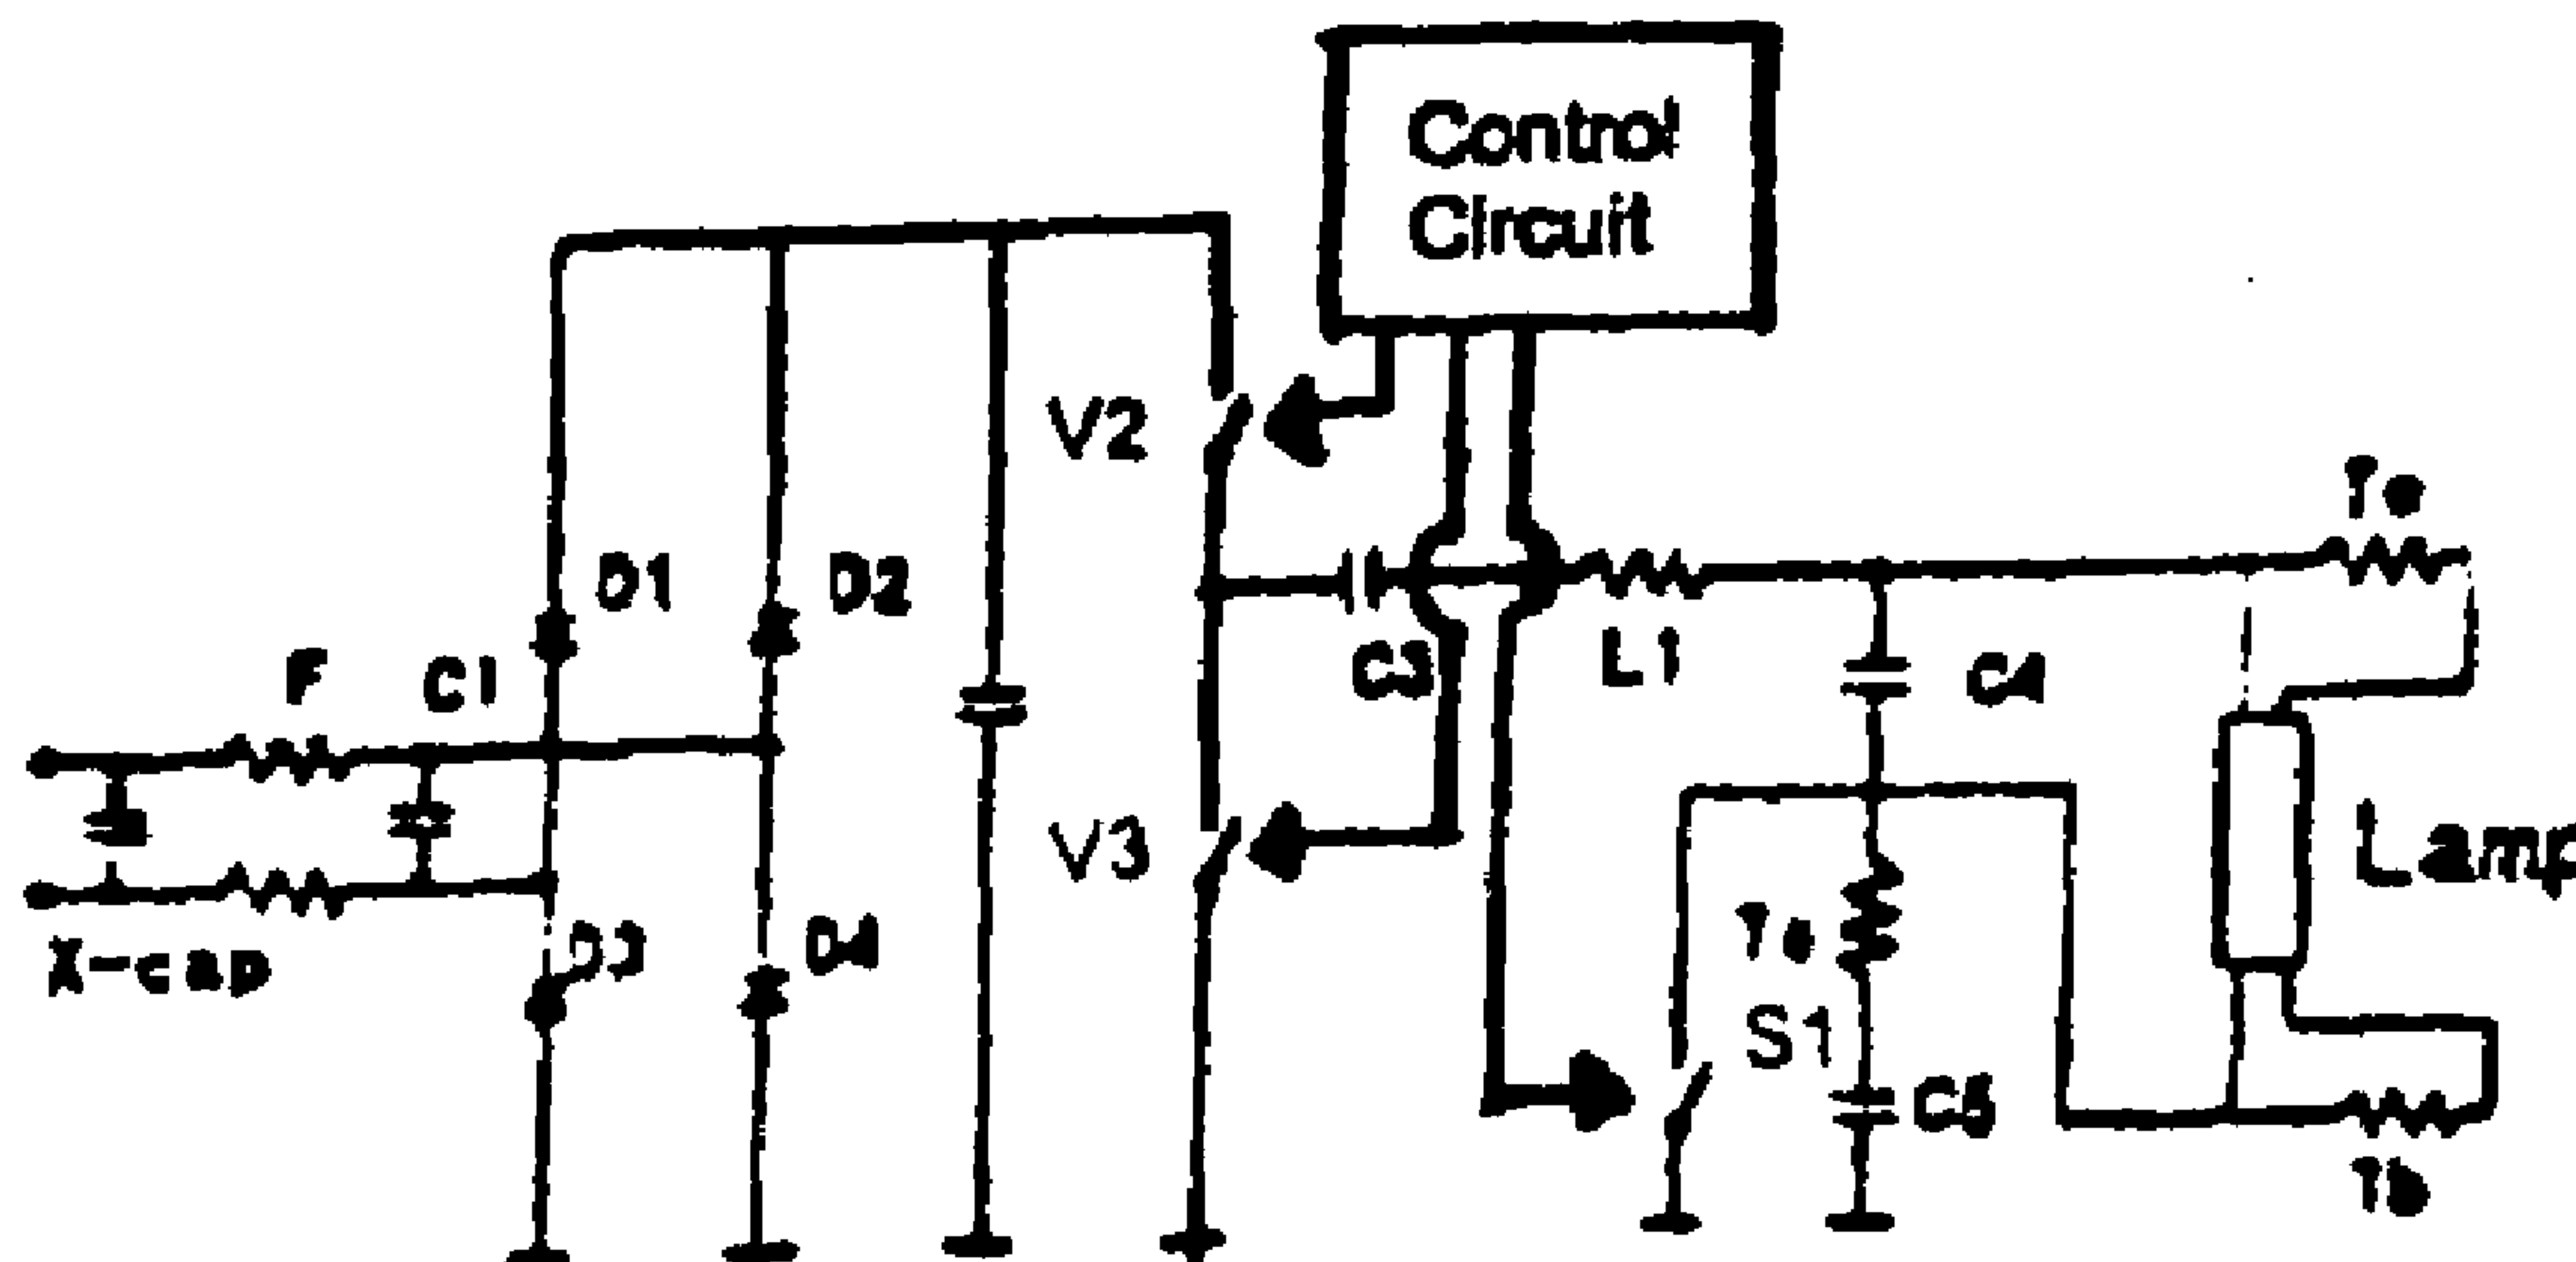 Control
Circuit
V2
D1
D2
F
C1
C3
L1
C4
V3
Lamp
X-cap
D3
D4
S1
C5